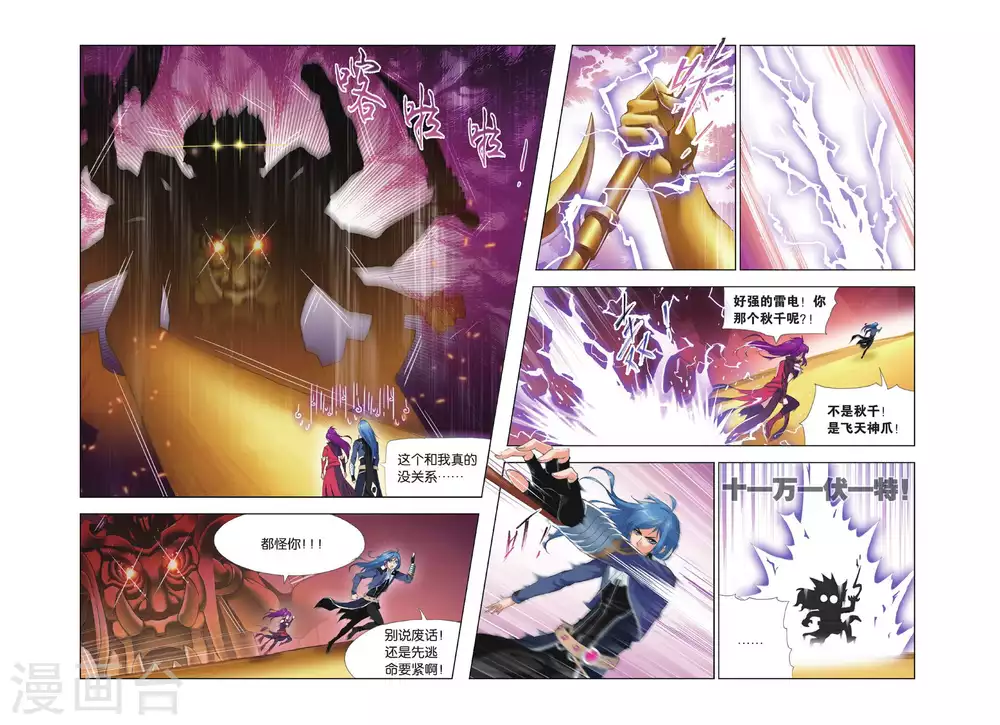 喀啦啦!
这个和我真的
没关系……
都怪你!!!
别说废话!
还是先逃
命要紧啊!
咔
好强的雷电!你
那个秋千呢?!
不是秋千!
是飞天神爪!
十一万一伏一特!
……
漫画台